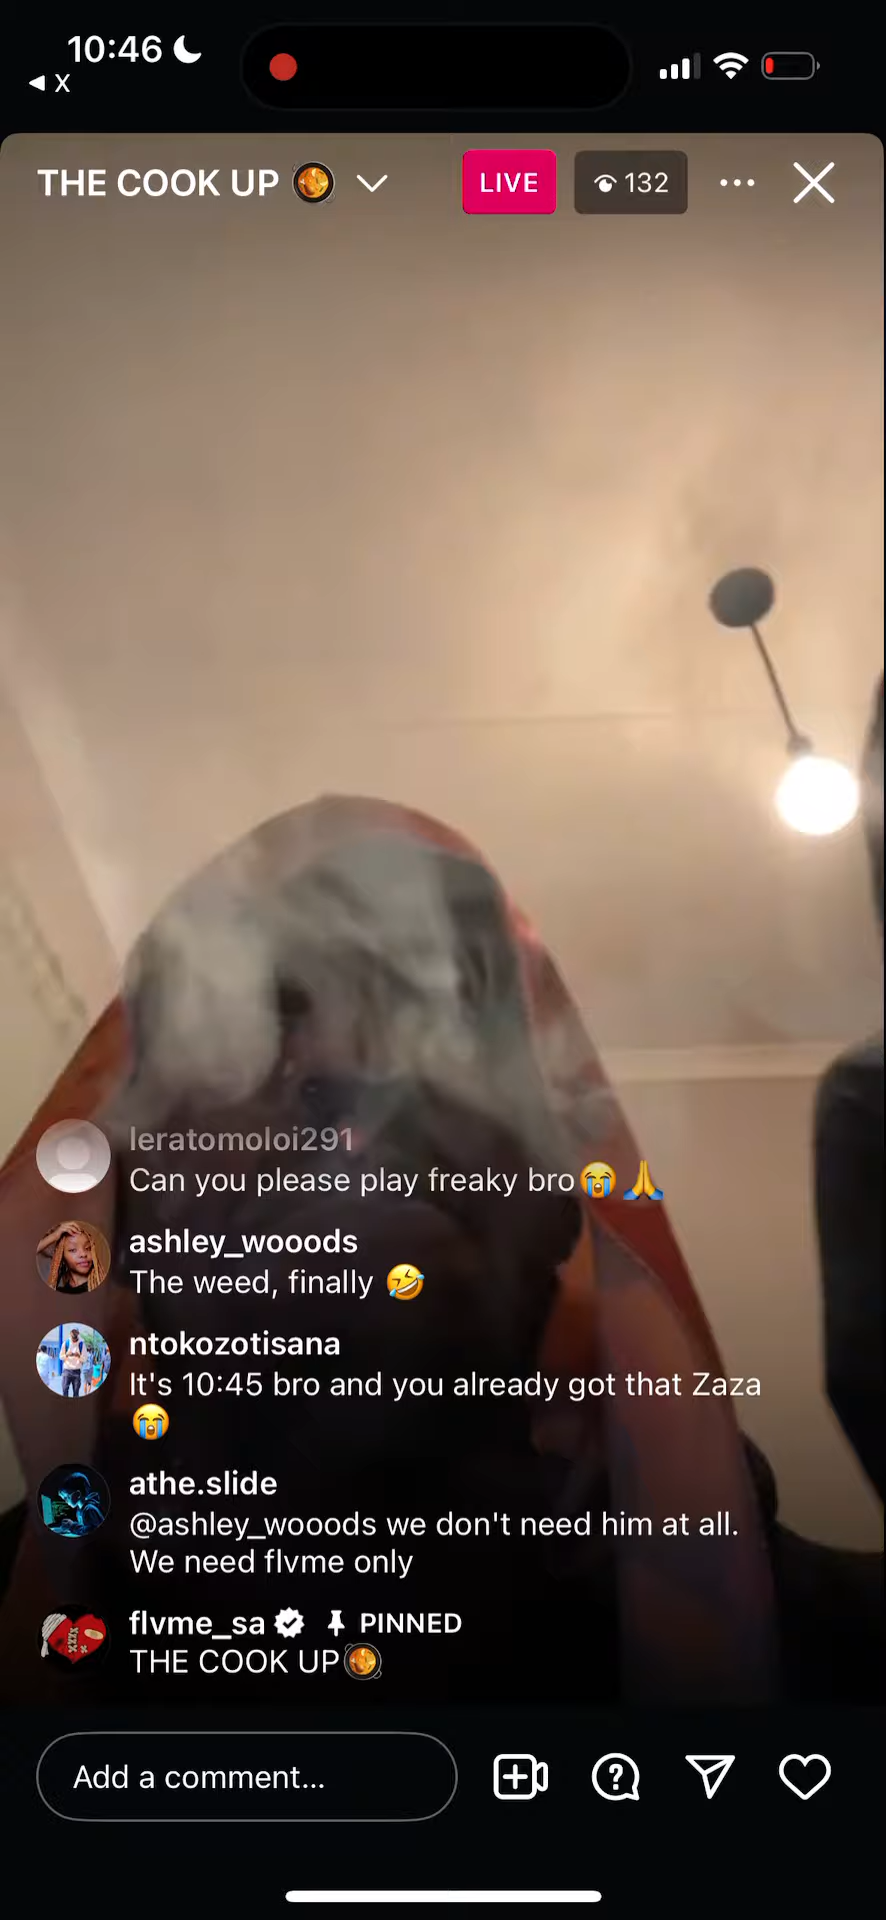 10:46
◀ X
THE COOK UP 🥘
LIVE
132
leratomoloi291
Can you please play freaky bro😭🙏
ashley_wooods
The weed, finally 🤣
ntokozotisana
It's 10:45 bro and you already got that Zaza
😭
athe.slide
@ashley_wooods we don't need him at all.
We need flvme only
flvme_sa PINNED
THE COOK UP🥘
Add a comment...